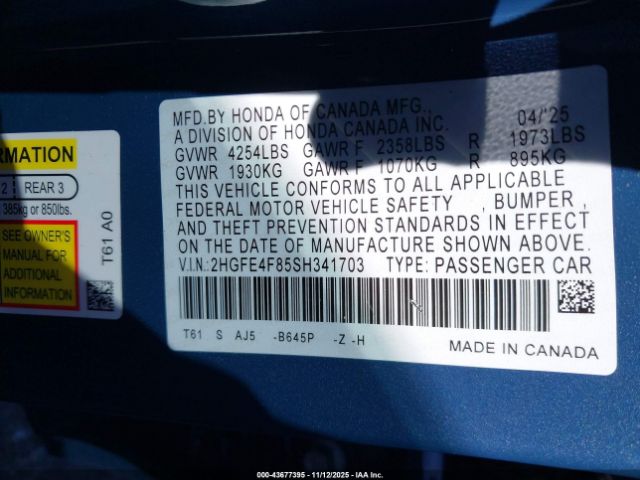 RMATION
2 REAR 3
385kg or 850lbs.
SEE OWNER'S
MANUAL FOR
ADDITIONAL
INFORMATION
T61 A0
MFD.BY HONDA OF CANADA MFG., 04/'25
A DIVISION OF HONDA CANADA INC.
GVWR 4254LBS GAWR F 2358LBS R 1973LBS
GVWR 1930KG GAWR F 1070KG R 895KG
THIS VEHICLE CONFORMS TO ALL APPLICABLE
FEDERAL MOTOR VEHICLE SAFETY , BUMPER ,
AND THEFT PREVENTION STANDARDS IN EFFECT
ON THE DATE OF MANUFACTURE SHOWN ABOVE.
V.I.N.:2HGFE4F85SH341703 TYPE: PASSENGER CAR
T61 S AJ5 -B645P -Z -H
MADE IN CANADA
000-43677395 - 11/12/2025 - IAA Inc.